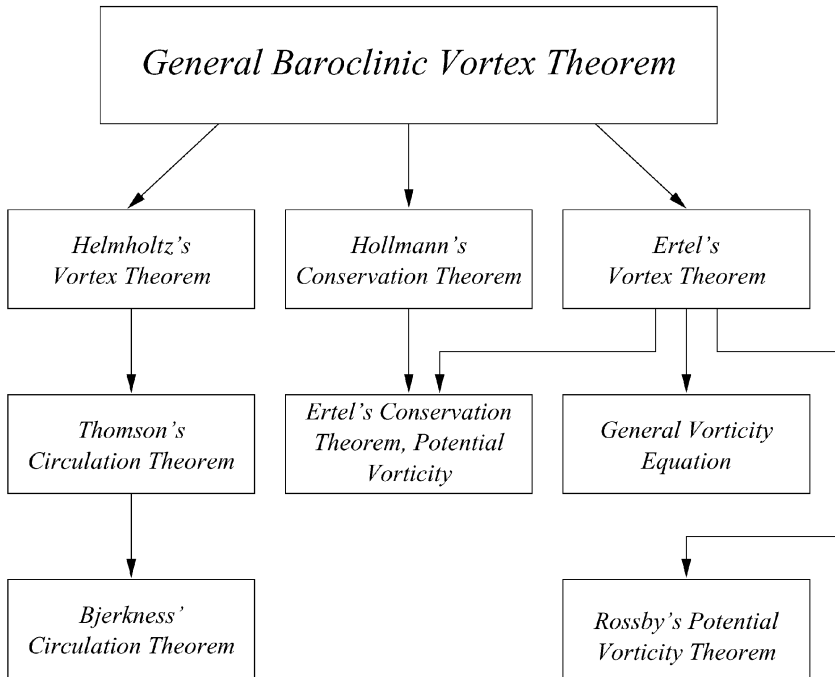 General Baroclinic Vortex Theorem
Helmholtz's
Vortex Theorem
Hollmann's
Conservation Theorem
Ertel's
Vortex Theorem
Thomson's
Circulation Theorem
Ertel's Conservation
Theorem, Potential
Vorticity
General Vorticity
Equation
Bjerkness'
Circulation Theorem
Rossby's Potential
Vorticity Theorem